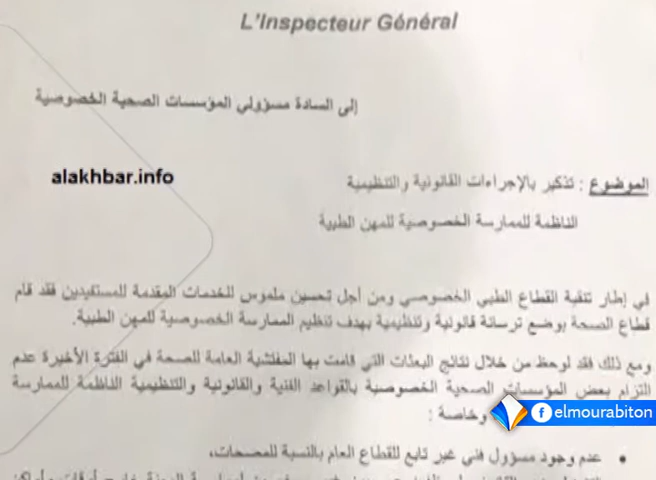 L'Inspecteur Général
إلى السادة مسؤولي المؤسسات الصحية الخصوصية
alakhbar.info
الموضوع : تذكير بالإجراءات القانونية والتنظيمية
الناظمة للممارسة الخصوصية للمهن الطبية
في إطار تنقية القطاع الطبي الخصوصي ومن أجل تحسين ملموس للخدمات المقدمة للمستفيدين فقد قام
قطاع الصحة بوضع ترسانة قانونية وتنظيمية بهدف تنظيم الممارسة الخصوصية للمهن الطبية.
ومع ذلك فقد لوحظ من خلال نتائج البعثات التي قامت بها المفتشية العامة للصحة في الفترة الأخيرة عدم
التزام بعض المؤسسات الصحية الخصوصية بالقواعد الفنية والقانونية والتنظيمية الناظمة للممارسة
وخاصة :
elmourabiton
• عدم وجود مسؤول فني غير تابع للقطاع العام بالنسبة للمصحات،